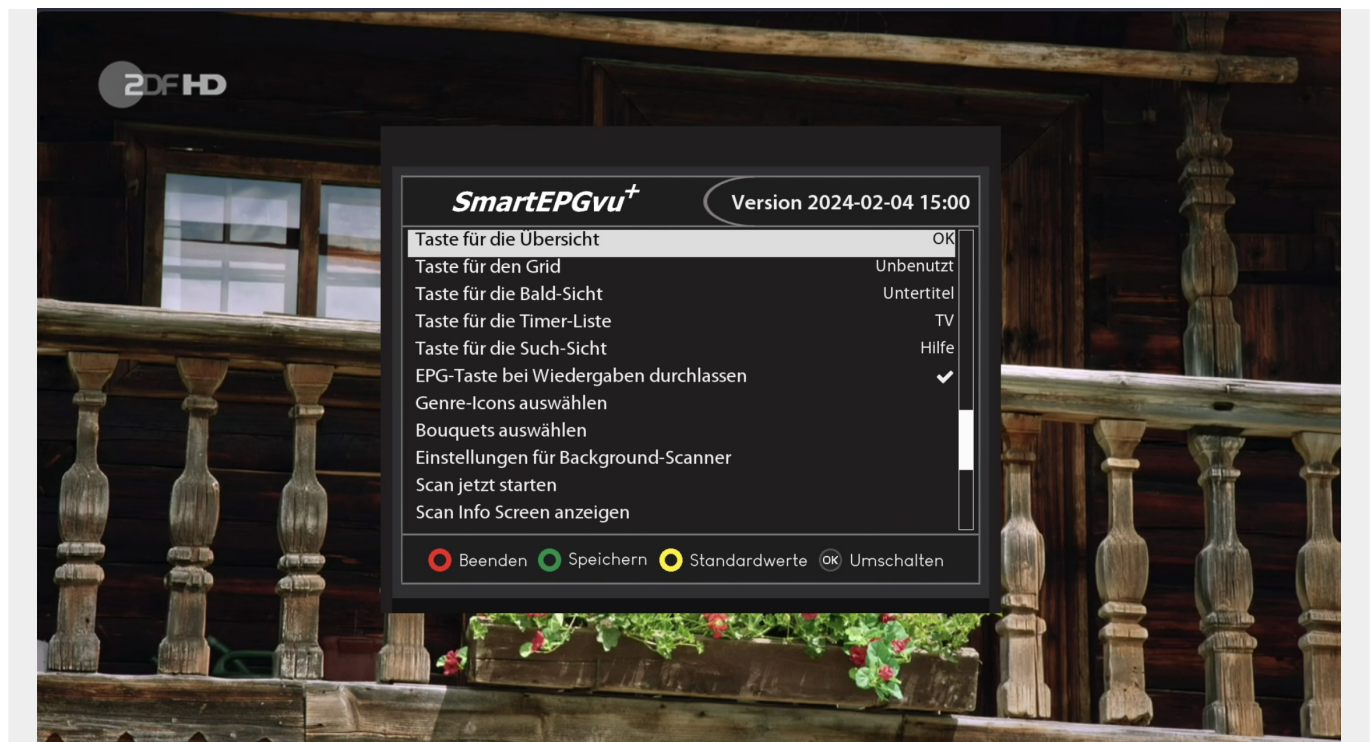 ZDF HD
SmartEPGvu+
Version 2024-02-04 15:00
Taste für die Übersicht OK
Taste für den Grid Unbenutzt
Taste für die Bald-Sicht Untertitel
Taste für die Timer-Liste TV
Taste für die Such-Sicht Hilfe
EPG-Taste bei Wiedergaben durchlassen ✔
Genre-Icons auswählen
Bouquets auswählen
Einstellungen für Background-Scanner
Scan jetzt starten
Scan Info Screen anzeigen
Beenden Speichern Standardwerte OK Umschalten